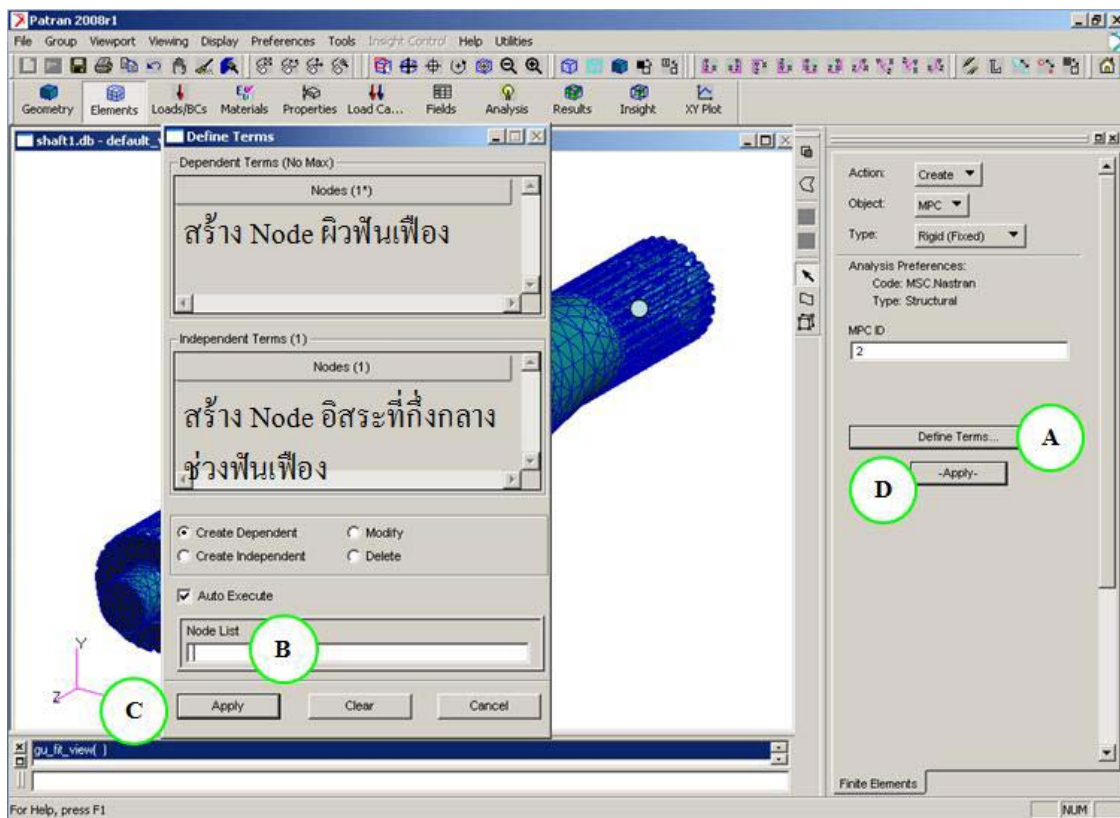 Patran 2008r1
File Group Viewport Viewing Display Preferences Tools Insight Control Help Utilities
Geometry Elements Loads/BCs Materials Properties Load Ca... Fields Analysis Results Insight XY Plot
shaft1.db - default_
Define Terms
Dependent Terms (No Max)
Nodes (1*)
สร้าง Node ผิวฟันเฟือง
Independent Terms (1)
Nodes (1)
สร้าง Node อิสระที่กึ่งกลาง
ช่วงฟันเฟือง
Create Dependent Modify
Create Independent Delete
Auto Execute
Node List
B
C
Apply Clear Cancel
Y
Z
Action: Create
Object: MPC
Type: Rigid (Fixed)
Analysis Preferences:
Code: MSC.Nastran
Type: Structural
MPC ID
2
Define Terms...
A
-Apply-
D
Finite Elements
gu_fit_view( )
For Help, press F1
NUM